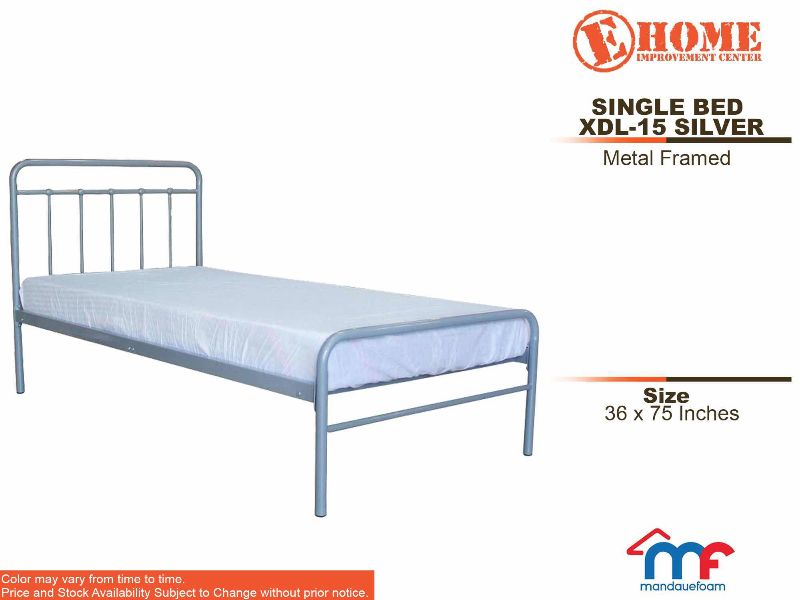 E HOME
IMPROVEMENT CENTER
SINGLE BED
XDL-15 SILVER
Metal Framed
Size
36 x 75 Inches
mf
mandauefoam
Color may vary from time to time.
Price and Stock Availability Subject to Change without prior notice.